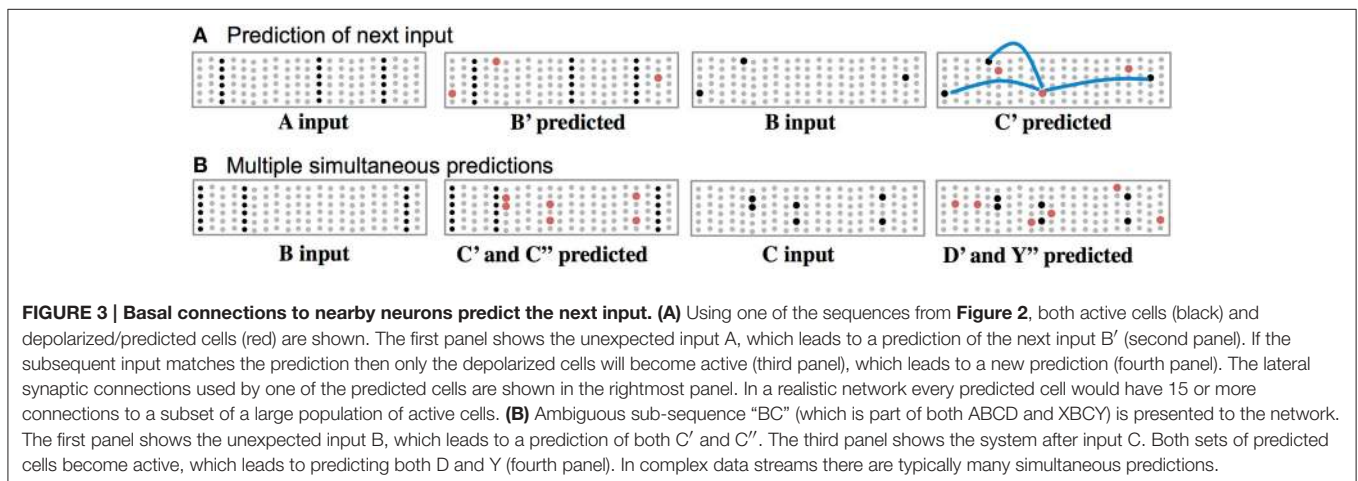 A Prediction of next input
A input
B’ predicted
B input
C’ predicted
B Multiple simultaneous predictions
B input
C’ and C” predicted
C input
D’ and Y” predicted
FIGURE 3 | Basal connections to nearby neurons predict the next input. (A) Using one of the sequences from Figure 2, both active cells (black) and
depolarized/predicted cells (red) are shown. The first panel shows the unexpected input A, which leads to a prediction of the next input B′ (second panel). If the
subsequent input matches the prediction then only the depolarized cells will become active (third panel), which leads to a new prediction (fourth panel). The lateral
synaptic connections used by one of the predicted cells are shown in the rightmost panel. In a realistic network every predicted cell would have 15 or more
connections to a subset of a large population of active cells. (B) Ambiguous sub-sequence “BC” (which is part of both ABCD and XBCY) is presented to the network.
The first panel shows the unexpected input B, which leads to a prediction of both C′ and C′′. The third panel shows the system after input C. Both sets of predicted
cells become active, which leads to predicting both D and Y (fourth panel). In complex data streams there are typically many simultaneous predictions.